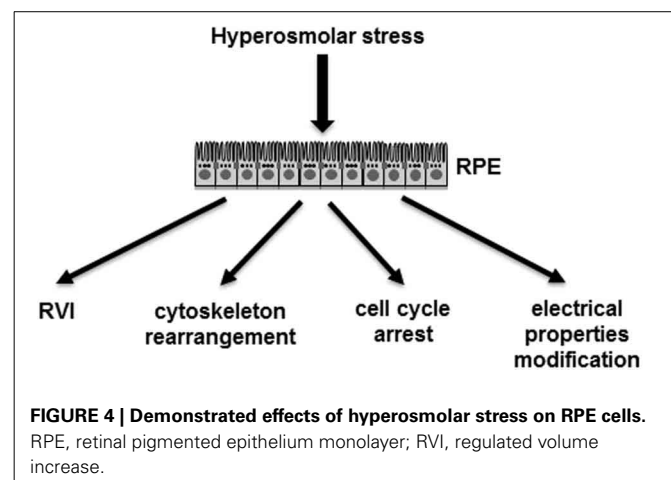 Hyperosmolar stress
RPE
RVI
cytoskeleton
rearrangement
cell cycle
arrest
electrical
properties
modification
FIGURE 4 | Demonstrated effects of hyperosmolar stress on RPE cells.
RPE, retinal pigmented epithelium monolayer; RVI, regulated volume
increase.